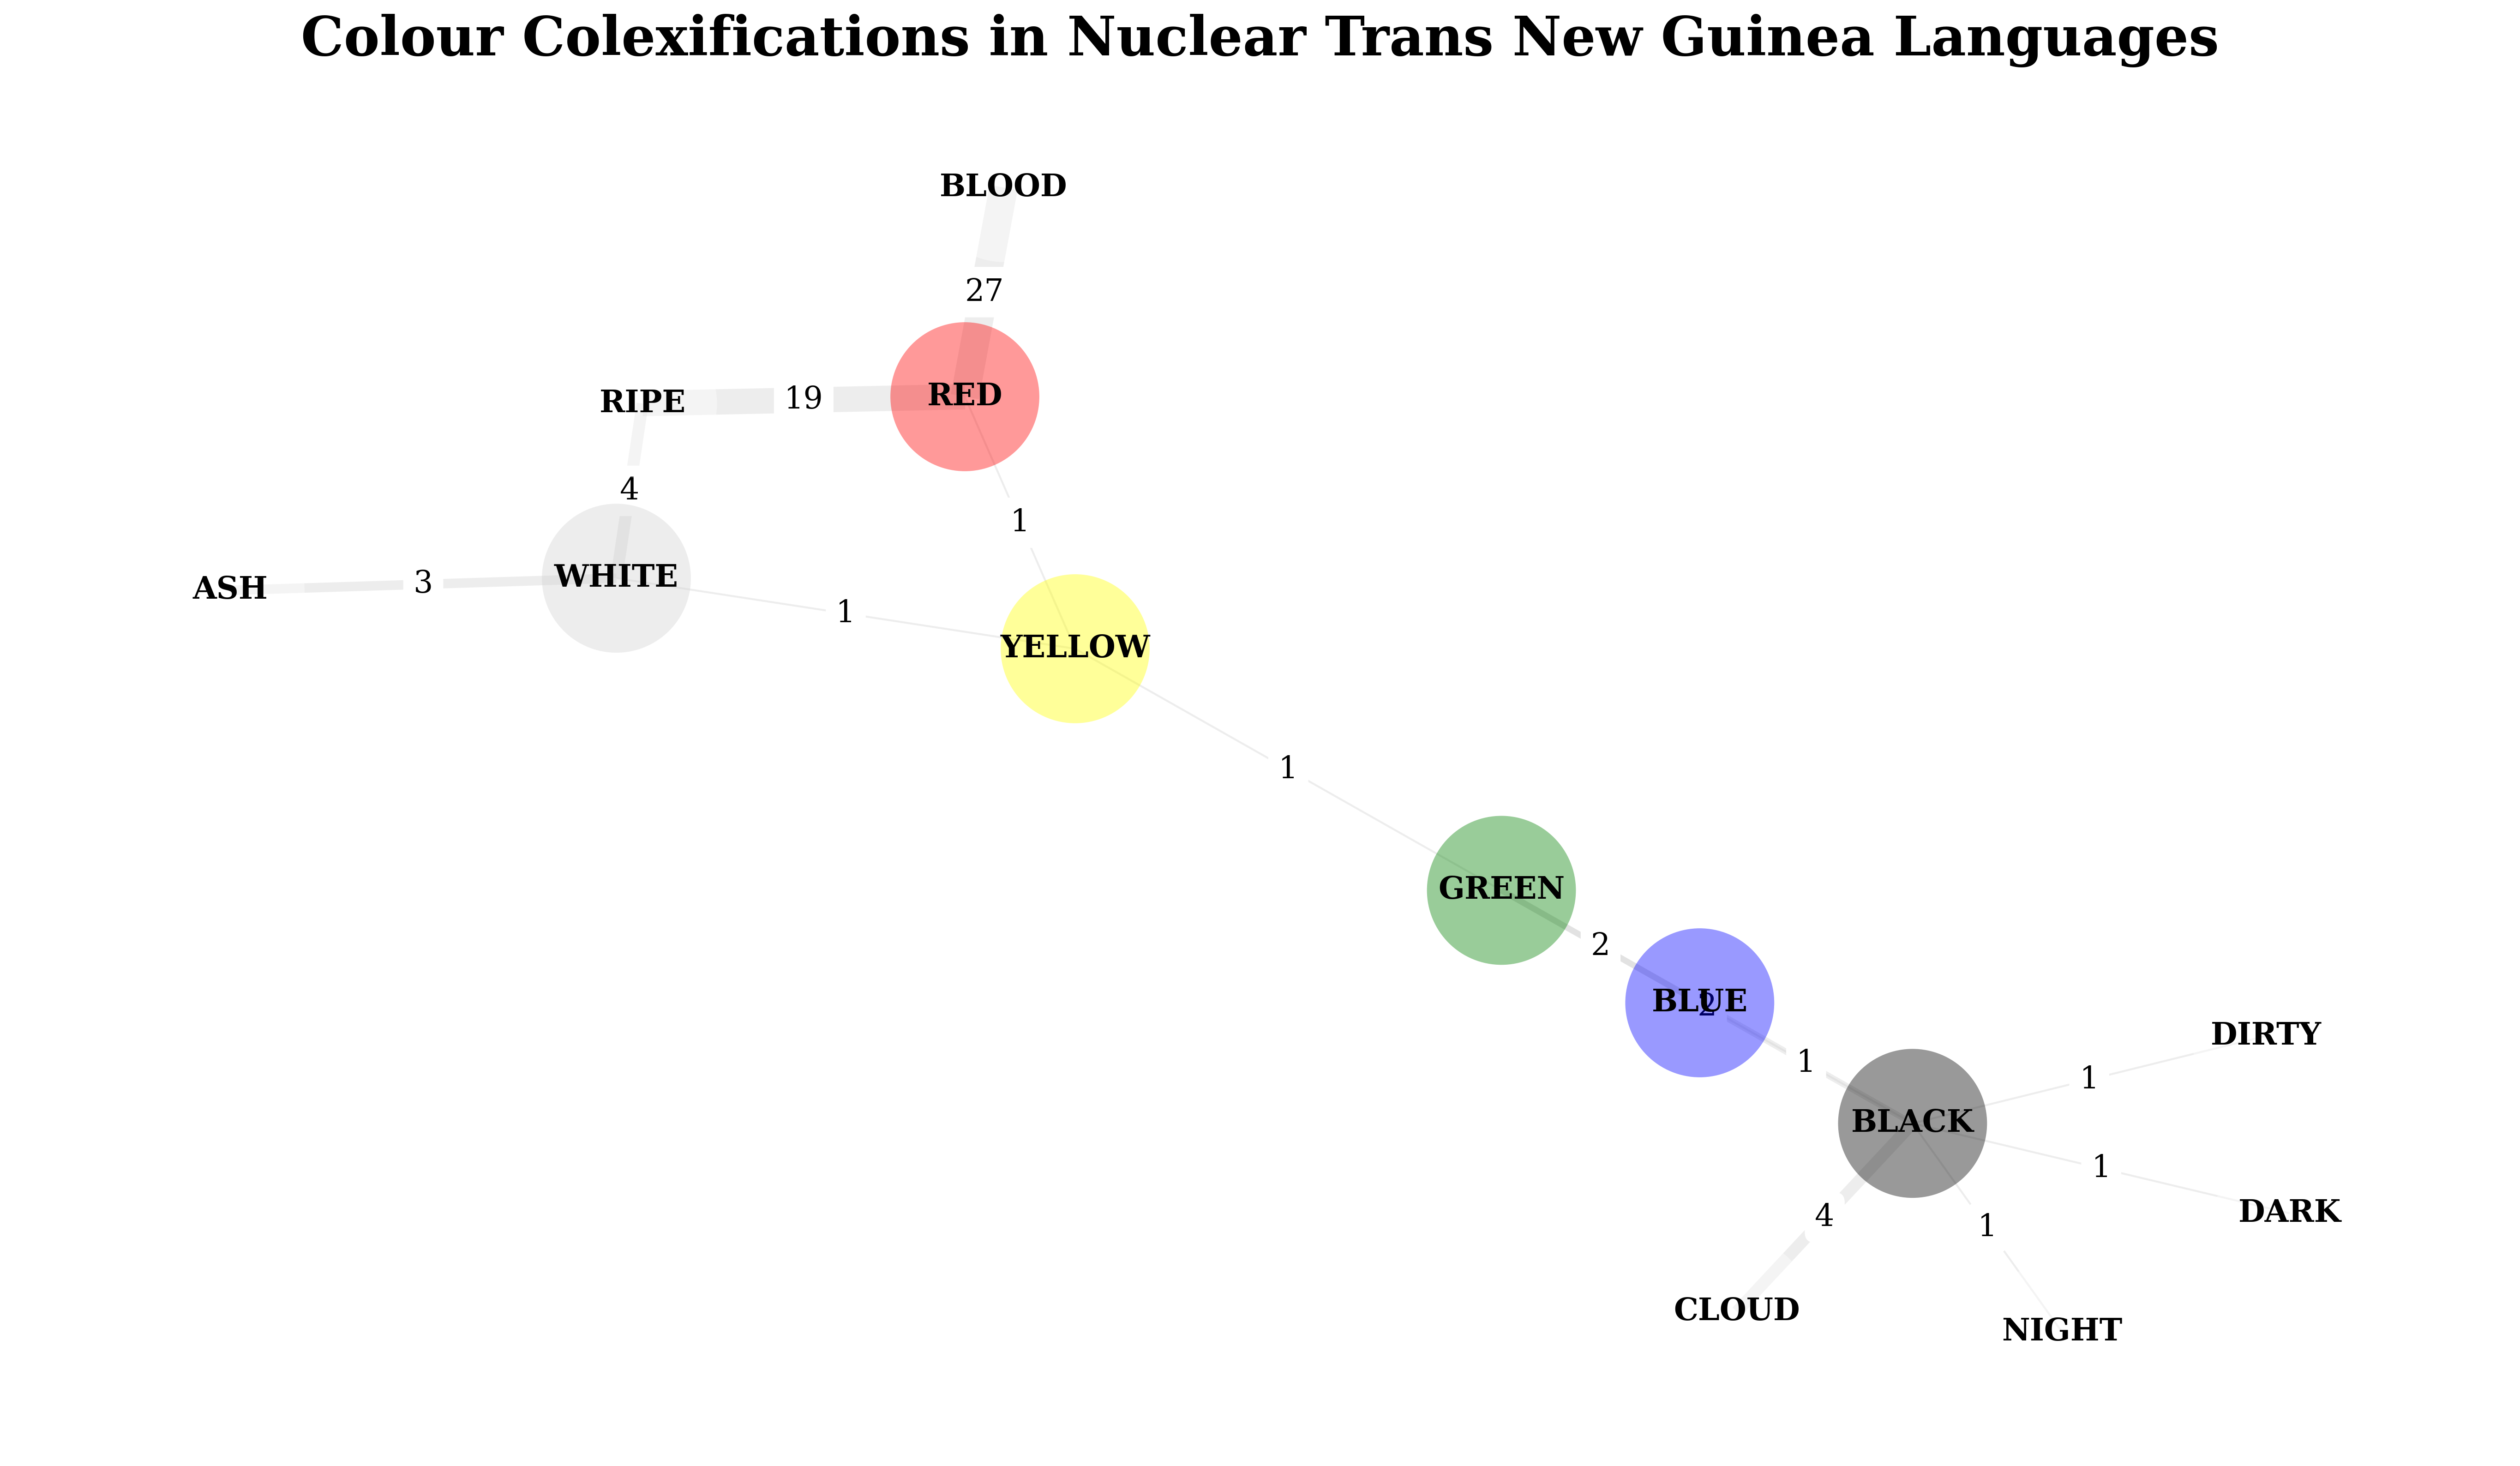 Colour Colexifications in Nuclear Trans New Guinea Languages
BLOOD
27
RED
RIPE
19
4
1
WHITE
ASH
3
1
YELLOW
1
GREEN
2
BLUE
2
1
DIRTY
1
BLACK
1
DARK
4
1
CLOUD
NIGHT